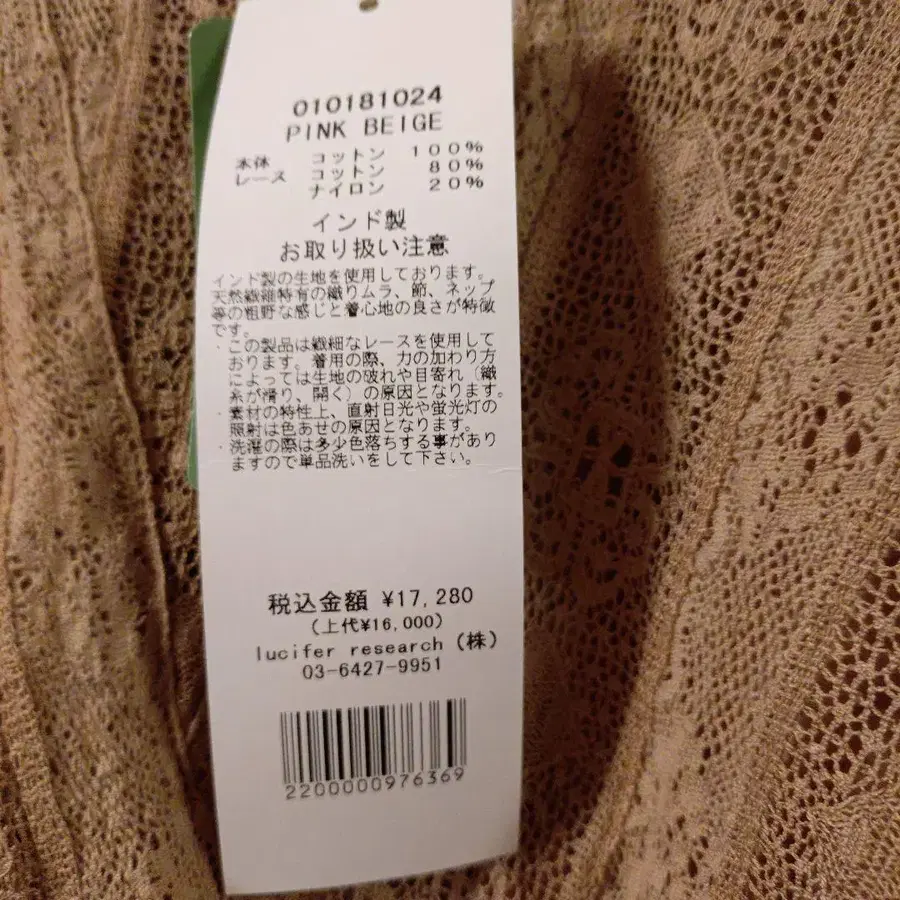 010181024
PINK BEIGE
本体 コットン 100%
レース コットン 80%
ナイロン 20%
インド製
お取り扱い注意
インド製の生地を使用しております。
天然繊維特有の織りムラ、節、ネップ
等の粗野な感じと着心地の良さが特徴
です。
・この製品は繊細なレースを使用して
おります。着用の際、力の加わり方
によっては生地の破れや目寄れ(織
糸が滑り、開く)の原因となります。
・素材の特性上、直射日光や蛍光灯の
照射は色あせの原因となります。
・洗濯の際は多少色落ちする事があり
ますので単品洗いをして下さい。
税込金額 ¥17,280
(上代¥16,000)
lucifer research(株)
03-6427-9951
2200000976369